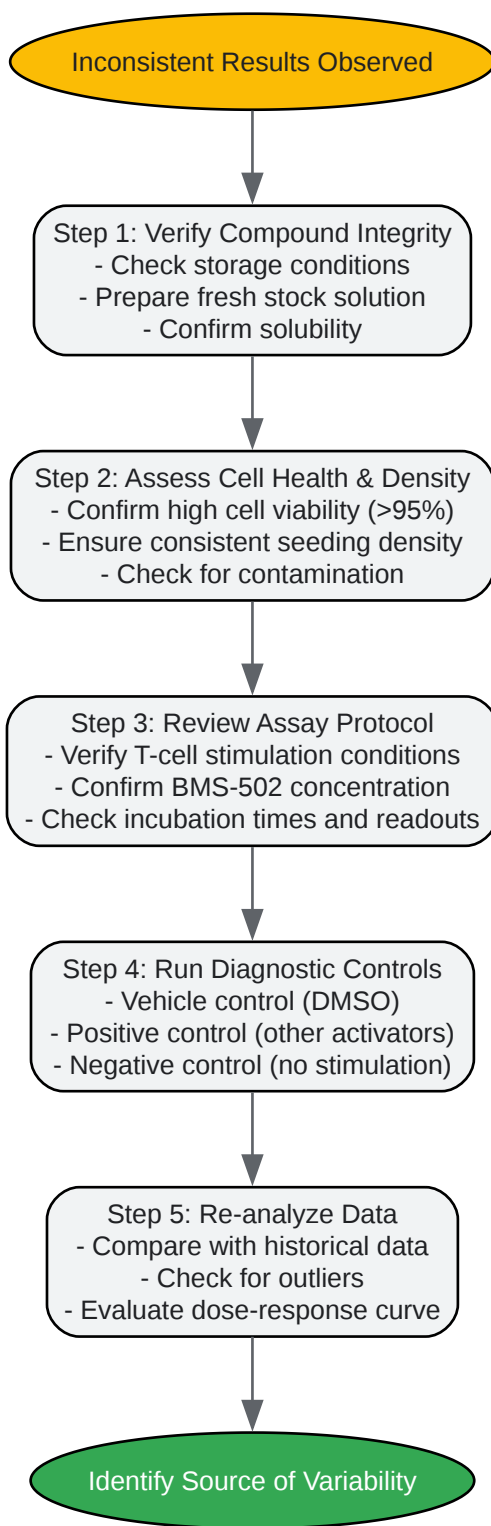 Inconsistent Results Observed
Step 1: Verify Compound Integrity
- Check storage conditions
- Prepare fresh stock solution
- Confirm solubility
Step 2: Assess Cell Health & Density
- Confirm high cell viability (>95%)
- Ensure consistent seeding density
- Check for contamination
Step 3: Review Assay Protocol
- Verify T-cell stimulation conditions
- Confirm BMS-502 concentration
- Check incubation times and readouts
Step 4: Run Diagnostic Controls
- Vehicle control (DMSO)
- Positive control (other activators)
- Negative control (no stimulation)
Step 5: Re-analyze Data
- Compare with historical data
- Check for outliers
- Evaluate dose-response curve
Identify Source of Variability